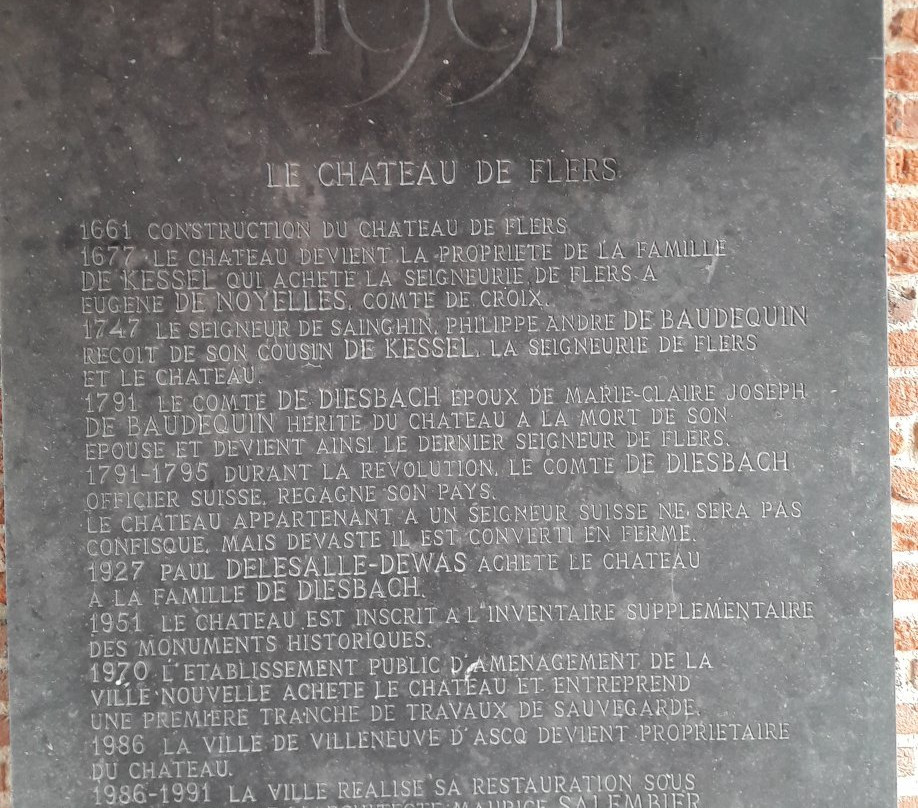 1991
LE CHATEAU DE FLERS
1661 CONSTRUCTION DU CHATEAU DE FLERS
1677 LE CHATEAU DEVIENT LA PROPRIETE DE LA FAMILLE
DE KESSEL QUI ACHETE LA SEIGNEURIE DE FLERS A
EUGENE DE NOYELLES, COMTE DE CROIX.
1747 LE SEIGNEUR DE SAINGHIN, PHILIPPE ANDRE DE BAUDEQUIN
RECOIT DE SON COUSIN DE KESSEL, LA SEIGNEURIE DE FLERS
ET LE CHATEAU.
1791 LE COMTE DE DIESBACH EPOUX DE MARIE-CLAIRE JOSEPH
DE BAUDEQUIN HERITE DU CHATEAU A LA MORT DE SON
EPOUSE ET DEVIENT AINSI LE DERNIER SEIGNEUR DE FLERS.
1791-1795 DURANT LA REVOLUTION, LE COMTE DE DIESBACH
OFFICIER SUISSE, REGAGNE SON PAYS.
LE CHATEAU APPARTENANT A UN SEIGNEUR SUISSE NE SERA PAS
CONFISQUE, MAIS DEVASTE IL EST CONVERTI EN FERME.
1927 PAUL DELESALLE-DEWAS ACHETE LE CHATEAU
A LA FAMILLE DE DIESBACH.
1951 LE CHATEAU EST INSCRIT A L'INVENTAIRE SUPPLEMENTAIRE
DES MONUMENTS HISTORIQUES.
1970 L'ETABLISSEMENT PUBLIC D'AMENAGEMENT DE LA
VILLE NOUVELLE ACHETE LE CHATEAU ET ENTREPREND
UNE PREMIERE TRANCHE DE TRAVAUX DE SAUVEGARDE.
1986 LA VILLE DE VILLENEUVE D'ASCQ DEVIENT PROPRIETAIRE
DU CHATEAU.
1986-1991 LA VILLE REALISE SA RESTAURATION SOUS
ARCHITECTE MAURICE SALEMBIER